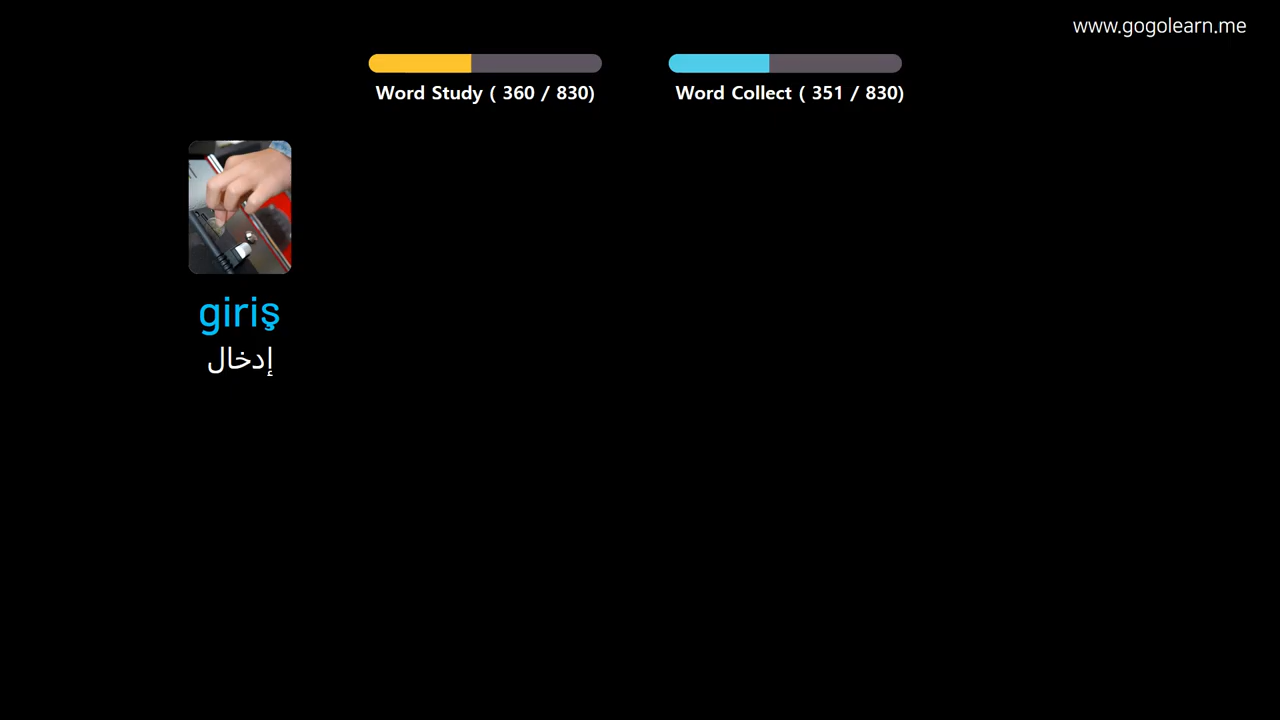 www.gogolearn.me
Word Study ( 360 / 830)
Word Collect ( 351 / 830)
giriş
إدخال